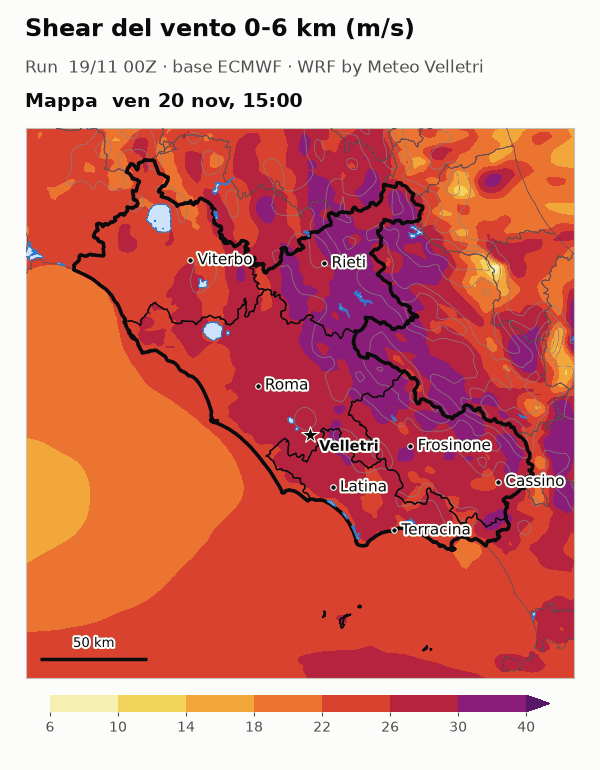 Shear del vento 0-6 km (m/s)
Run  19/11 00Z · base ECMWF · WRF by Meteo Velletri
Mappa  ven 20 nov, 15:00
Viterbo
Rieti
Roma
Velletri
Frosinone
Latina
Cassino
Terracina
50 km
6 10 14 18 22 26 30 40